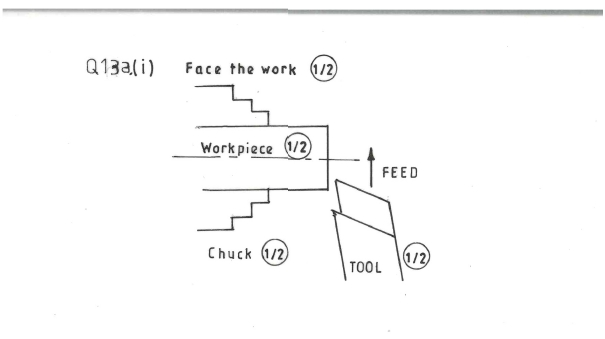 Q13a.(i) Face the work 1/2
Workpiece 1/2
FEED
Chuck 1/2
TOOL 1/2